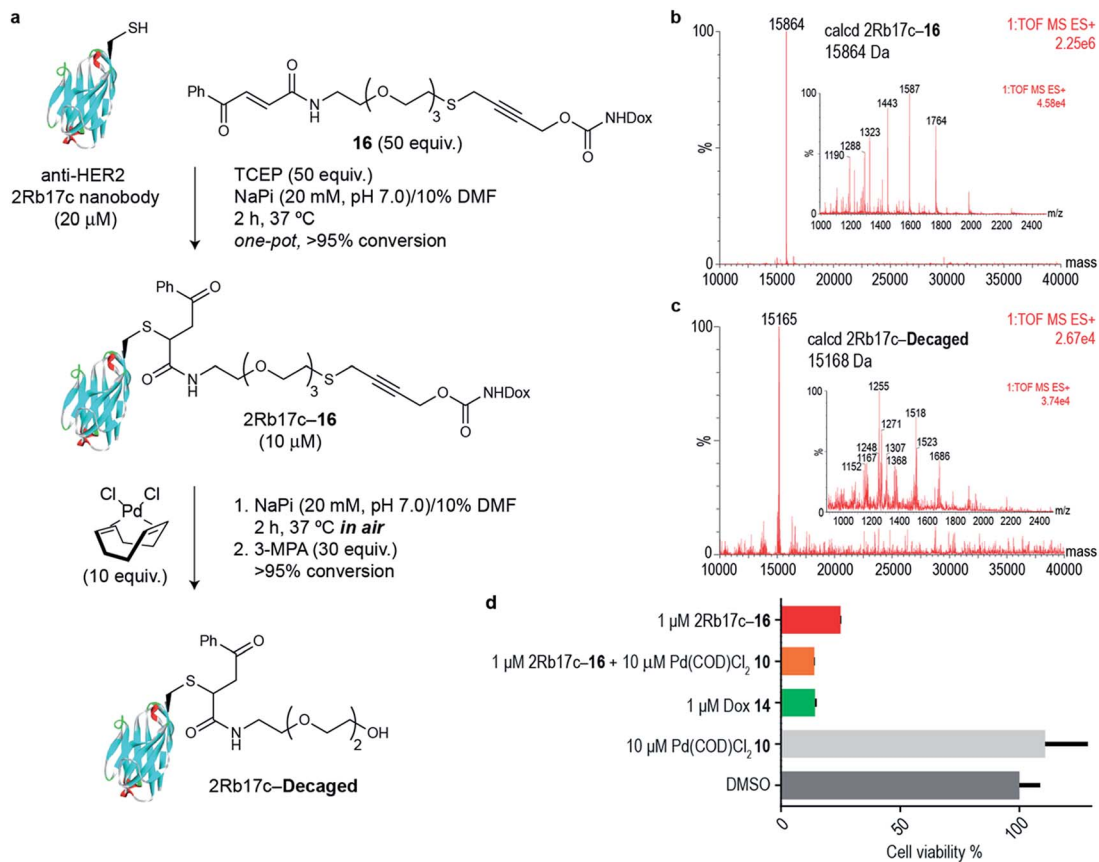 a
SH
anti-HER2
2Rb17c nanobody
(20 μM)
Ph
O
O
N
H
O
3
S
O
O
NHDox
16 (50 equiv.)
TCEP (50 equiv.)
NaPi (20 mM, pH 7.0)/10% DMF
2 h, 37 ºC
one-pot, >95% conversion
Ph
O
S
O
N
H
O
3
S
O
O
NHDox
2Rb17c–16
(10 μM)
Cl
Cl
Pd
(10 equiv.)
1. NaPi (20 mM, pH 7.0)/10% DMF
2 h, 37 ºC in air
2. 3-MPA (30 equiv.)
>95% conversion
Ph
O
S
O
N
H
O
2
OH
2Rb17c–Decaged
b
15864
calcd 2Rb17c–16
15864 Da
1:TOF MS ES+
2.25e6
1:TOF MS ES+
4.58e4
100
%
0
100
%
0
1190
1288
1323
1443
1587
1764
1000 1200 1400 1600 1800 2000 2200 2400 m/z
10000 15000 20000 25000 30000 35000 40000 mass
c
15165
calcd 2Rb17c–Decaged
15168 Da
1:TOF MS ES+
2.67e4
1:TOF MS ES+
3.74e4
100
%
0
100
%
0
1152
1167
1248
1255
1271
1307
1368
1518
1523
1686
1000 1200 1400 1600 1800 2000 2200 2400 m/z
10000 15000 20000 25000 30000 35000 40000 mass
d
1 μM 2Rb17c–16
1 μM 2Rb17c–16 + 10 μM Pd(COD)Cl₂ 10
1 μM Dox 14
10 μM Pd(COD)Cl₂ 10
DMSO
0 50 100
Cell viability %